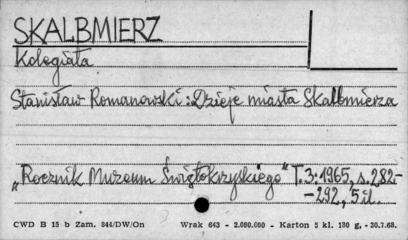 SKALBMIERZ
Kolegiata
Stanisław Romanowski: Dzieje miasta Skalbmierza
„Rocznik Muzeum Świętokrzyskiego" T.3:1965, s.282-
-292, 5 il.
CWD B 15 b Zam. 844/DW/On Wrak 643 - 2.000.000 - Karton 5 kl. 180 g, - 20.7.68.